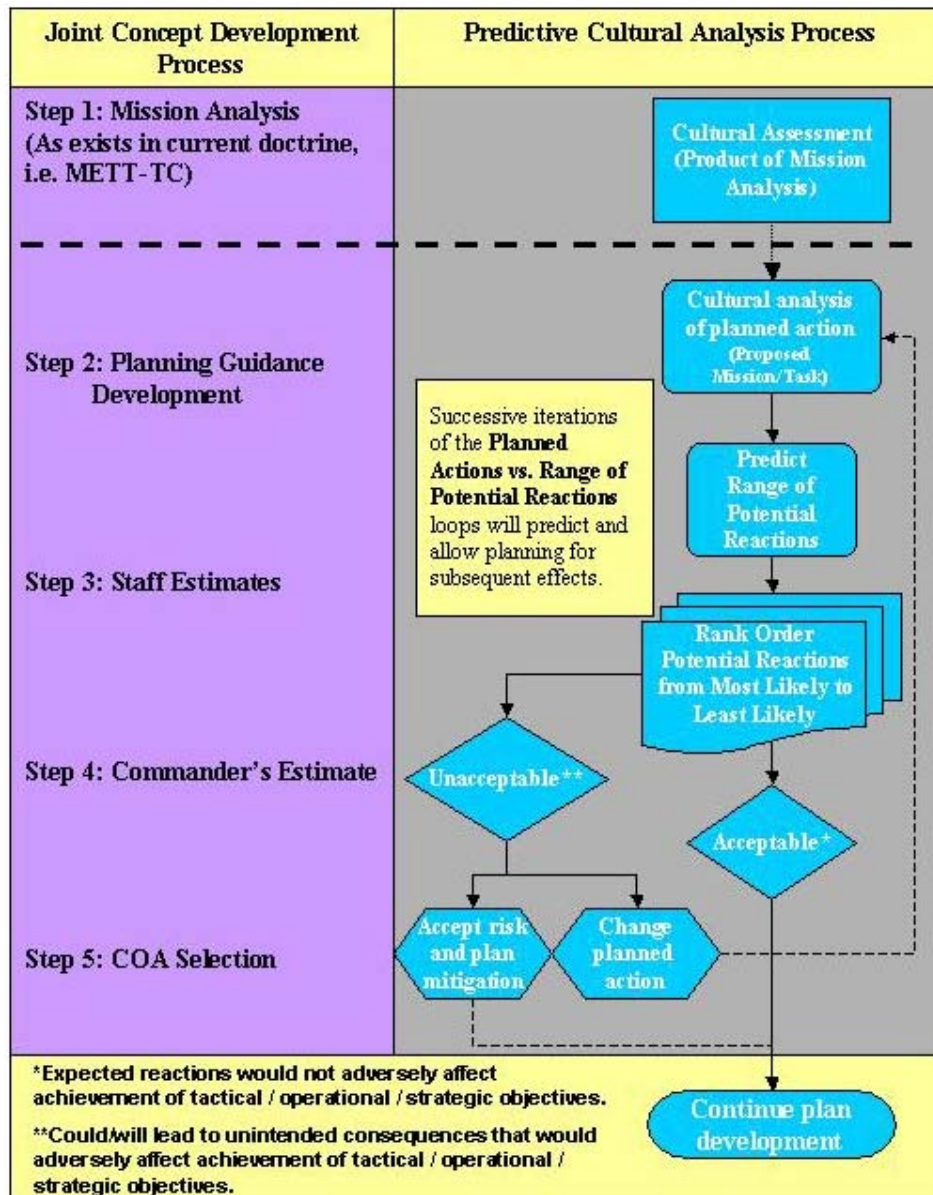 Joint Concept Development
Process
Predictive Cultural Analysis Process
Step 1: Mission Analysis
(As exists in current doctrine,
i.e. METT-TC)
Cultural Assessment
(Product of Mission
Analysis)
Cultural analysis
of planned action
(Proposed
Mission/Task)
Step 2: Planning Guidance
Development
Successive iterations
of the Planned
Actions vs. Range of
Potential Reactions
loops will predict and
allow planning for
subsequent effects.
Predict
Range of
Potential
Reactions
Step 3: Staff Estimates
Rank Order
Potential Reactions
from Most Likely to
Least Likely
Step 4: Commander's Estimate
Unacceptable**
Acceptable*
Step 5: COA Selection
Accept risk
and plan
mitigation
Change
planned
action
*Expected reactions would not adversely affect
achievement of tactical / operational / strategic objectives.
**Could/will lead to unintended consequences that would
adversely affect achievement of tactical / operational /
strategic objectives.
Continue plan
development